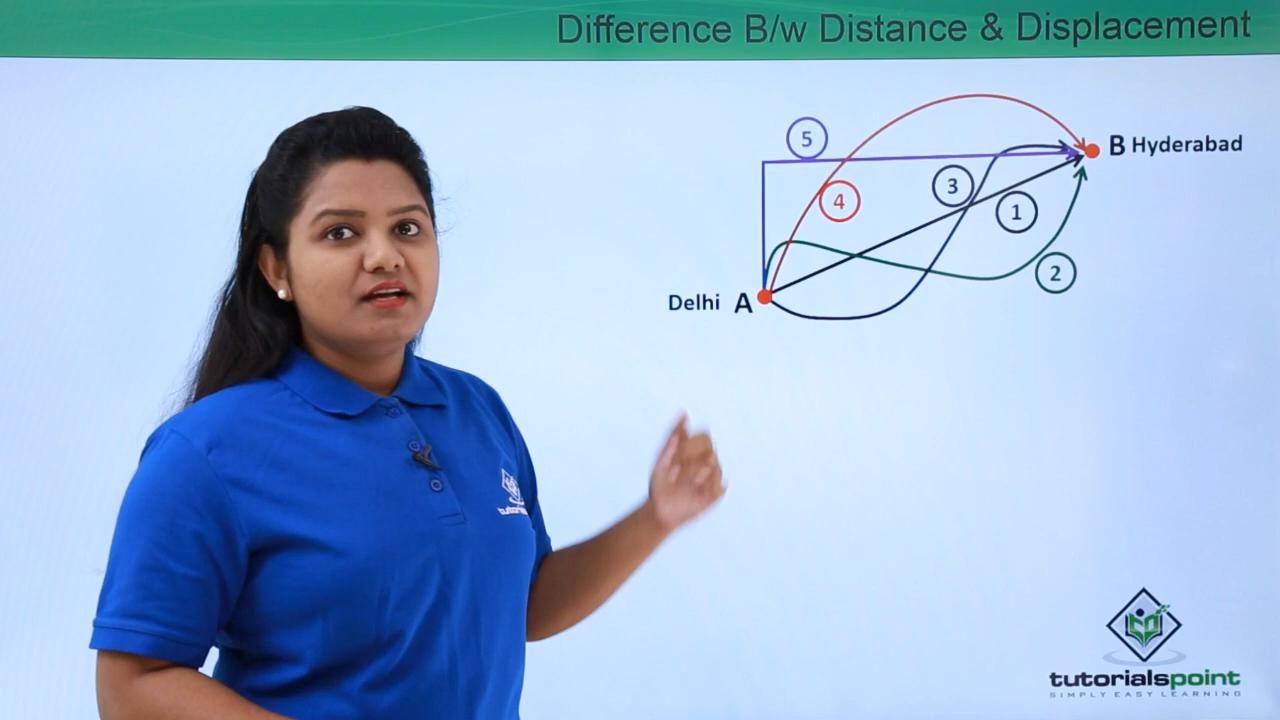 Difference B/w Distance & Displacement
5
B Hyderabad
3
4
1
2
Delhi A
tutorialspoint
SIMPLY EASY LEARNING